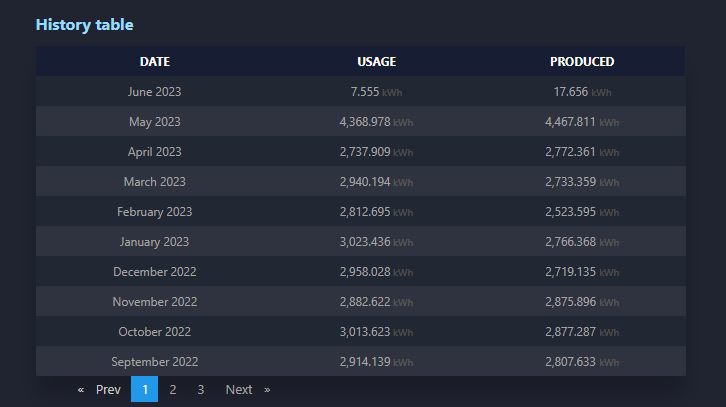 History table
DATE USAGE PRODUCED
June 2023 7.555 kWh 17.656 kWh
May 2023 4,368.978 kWh 4,467.811 kWh
April 2023 2,737.909 kWh 2,772.361 kWh
March 2023 2,940.194 kWh 2,733.359 kWh
February 2023 2,812.695 kWh 2,523.595 kWh
January 2023 3,023.436 kWh 2,766.368 kWh
December 2022 2,958.028 kWh 2,719.135 kWh
November 2022 2,882.622 kWh 2,875.896 kWh
October 2022 3,013.623 kWh 2,877.287 kWh
September 2022 2,914.139 kWh 2,807.633 kWh
« Prev 1 2 3 Next »